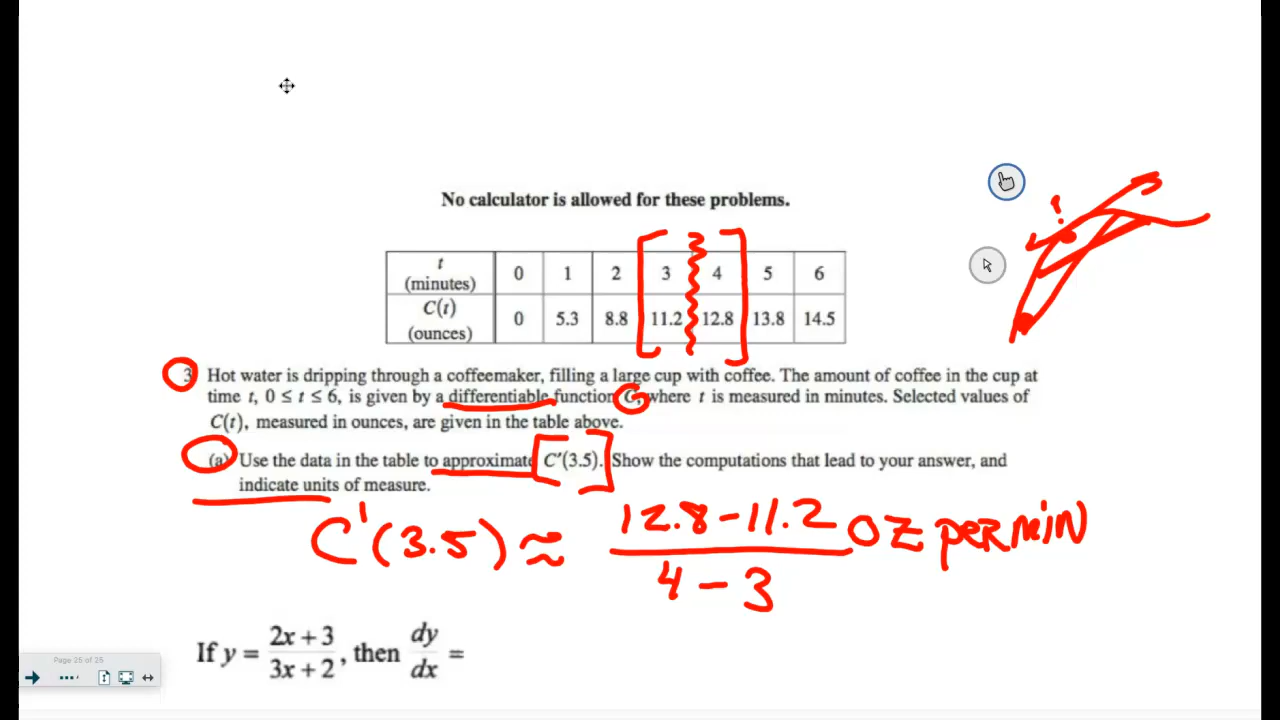 No calculator is allowed for these problems.
t (minutes) 0 1 2 3 4 5 6
C(t) (ounces) 0 5.3 8.8 11.2 12.8 13.8 14.5
3 Hot water is dripping through a coffeemaker, filling a large cup with coffee. The amount of coffee in the cup at
time t, 0 ≤ t ≤ 6, is given by a differentiable function C, where t is measured in minutes. Selected values of
C(t), measured in ounces, are given in the table above.
(a) Use the data in the table to approximate C′(3.5). Show the computations that lead to your answer, and
indicate units of measure.
C'(3.5) ≈ (12.8 - 11.2)/(4 - 3) OZ PER MIN
?
If y = (2x + 3)/(3x + 2), then dy/dx =
Page 25 of 25